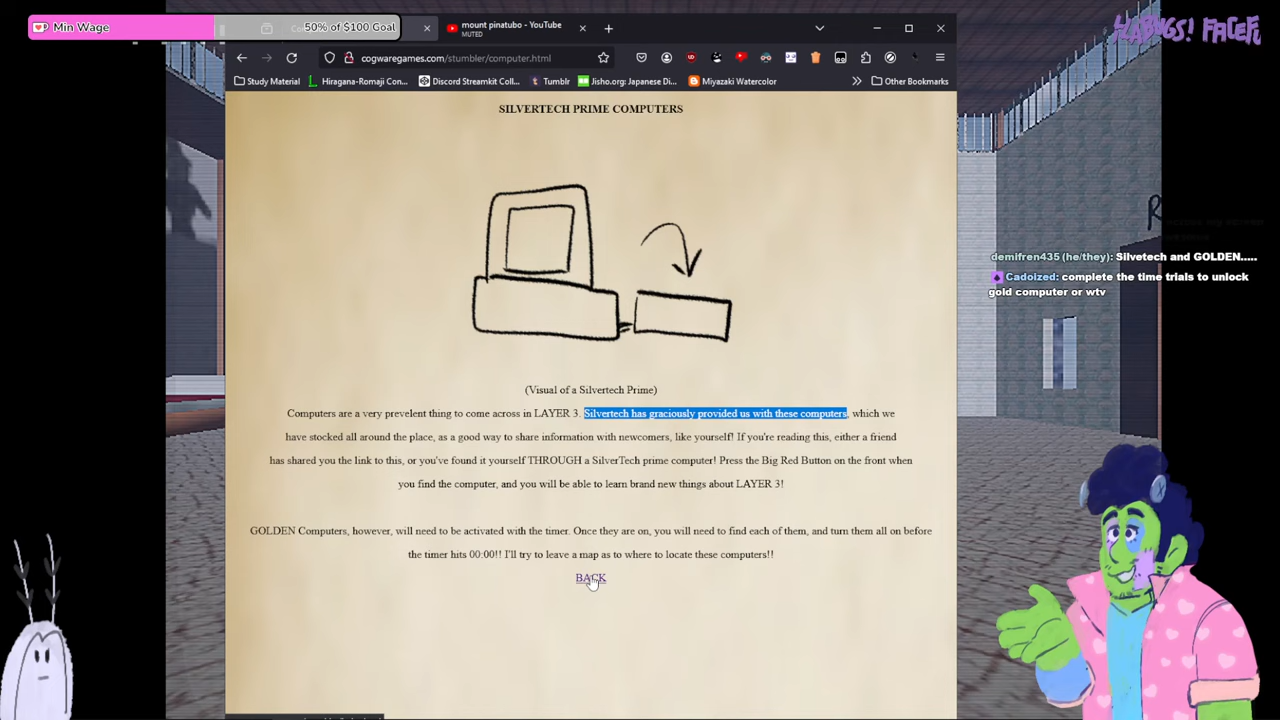 Min Wage
50% of $100 Goal
mount pinatubo - YouTube
MUTED
cogwaregames.com/stumbler/computer.html
Study Material
Hiragana-Romaji Con...
Discord Streamkit Coll...
Tumblr
Jisho.org: Japanese Di...
Miyazaki Watercolor
Other Bookmarks
SILVERTECH PRIME COMPUTERS
(Visual of a Silvertech Prime)
Computers are a very prevelent thing to come across in LAYER 3. Silvertech has graciously provided us with these computers, which we
have stocked all around the place, as a good way to share information with newcomers, like yourself! If you're reading this, either a friend
has shared you the link to this, or you've found it yourself THROUGH a SilverTech prime computer! Press the Big Red Button on the front when
you find the computer, and you will be able to learn brand new things about LAYER 3!
GOLDEN Computers, however, will need to be activated with the timer. Once they are on, you will need to find each of them, and turn them all on before
the timer hits 00:00!! I'll try to leave a map as to where to locate these computers!!
BACK
demifren435 (he/they): Silvetech and GOLDEN.....
Cadoized: complete the time trials to unlock
gold computer or wtv